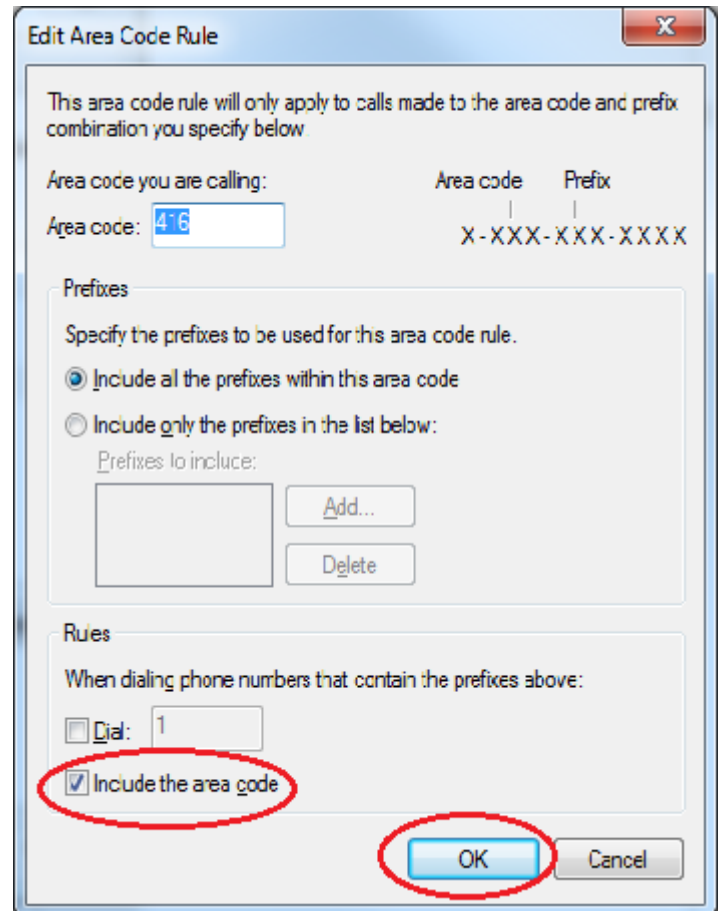 Edit Area Code Rule
This area code rule will only apply to calls made to the area code and prefix
combination you specify below.
Area code you are calling:
Area code Prefix
Area code: 416
X-XXX-XXX-XXXX
Prefixes
Specify the prefixes to be used for this area code rule.
Include all the prefixes within this area code
Include only the prefixes in the list below:
Prefixes to include:
Add...
Delete
Rules
When dialing phone numbers that contain the prefixes above:
Dial: 1
Include the area code
OK Cancel